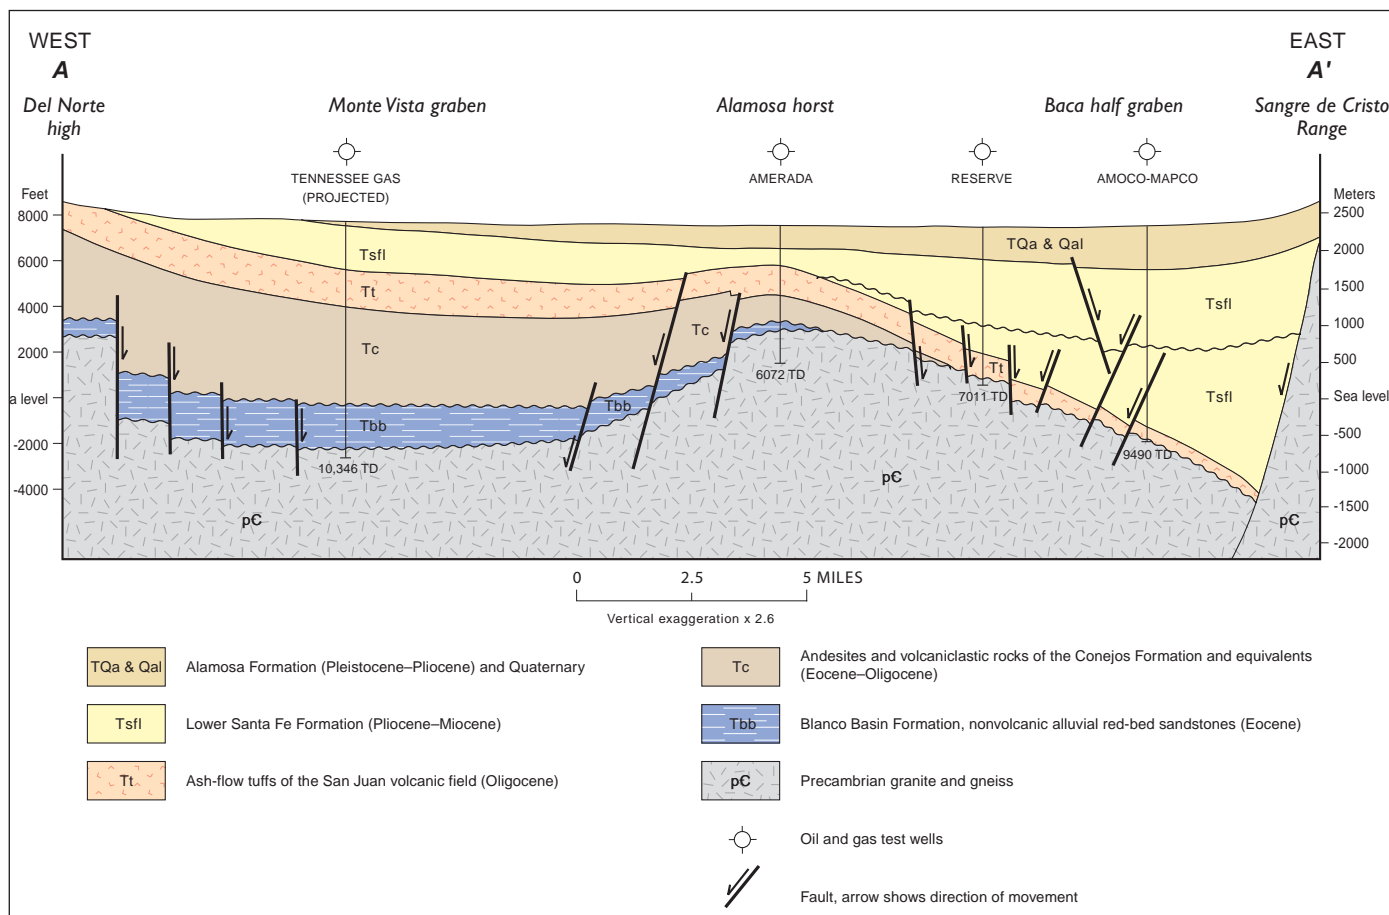 WEST
A
EAST
A'
Del Norte
high
Monte Vista graben
Alamosa horst
Baca half graben
Sangre de Cristo
Range
TENNESSEE GAS
(PROJECTED)
AMERADA
RESERVE
AMOCO-MAPCO
Feet
8000
6000
4000
2000
a level
-2000
-4000
Meters
2500
2000
1500
1000
500
Sea level
-500
-1000
-1500
-2000
TQa & Qal
Tsfl
Tsfl
Tt
Tc
Tc
Tt
Tsfl
Tbb
Tbb
6072 TD
7011 TD
9490 TD
10,346 TD
pЄ
pЄ
pЄ
0 2.5 5 MILES
Vertical exaggeration x 2.6
TQa & Qal Alamosa Formation (Pleistocene–Pliocene) and Quaternary
Tsfl Lower Santa Fe Formation (Pliocene–Miocene)
Tt Ash-flow tuffs of the San Juan volcanic field (Oligocene)
Tc Andesites and volcaniclastic rocks of the Conejos Formation and equivalents
(Eocene–Oligocene)
Tbb Blanco Basin Formation, nonvolcanic alluvial red-bed sandstones (Eocene)
pЄ Precambrian granite and gneiss
Oil and gas test wells
Fault, arrow shows direction of movement